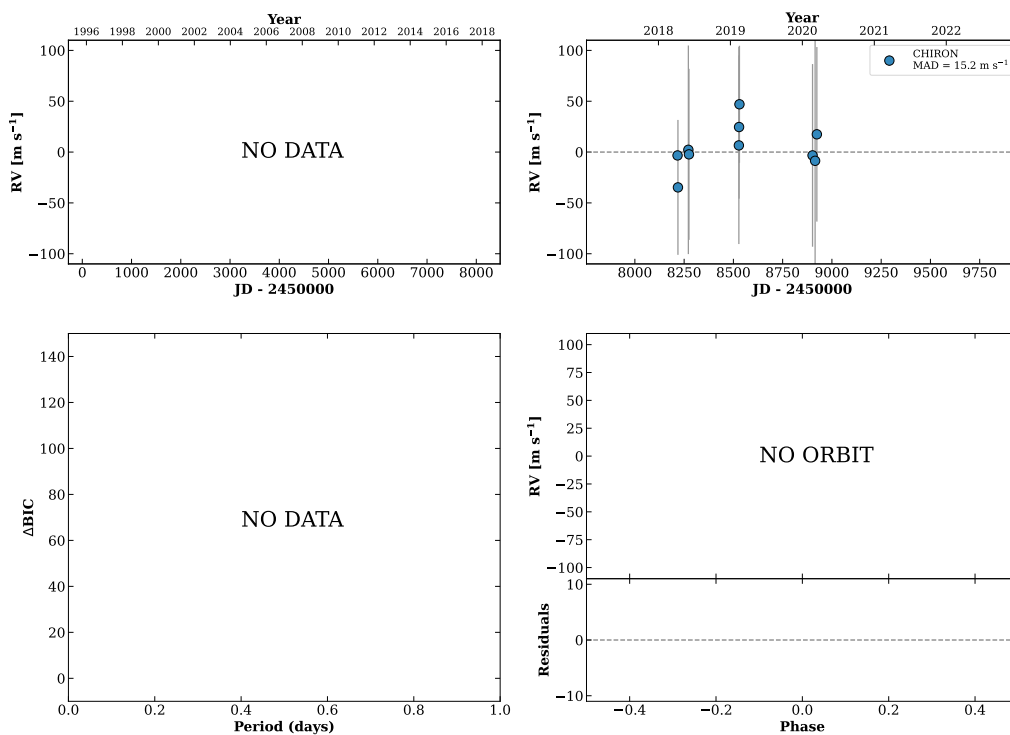 Year
1996 1998 2000 2002 2004 2006 2008 2010 2012 2014 2016 2018
100
50
0
−50
−100
RV [m s⁻¹]
NO DATA
0 1000 2000 3000 4000 5000 6000 7000 8000
JD - 2450000
Year
2018 2019 2020 2021 2022
CHIRON
MAD = 15.2 m s⁻¹
100
50
0
−50
−100
RV [m s⁻¹]
8000 8250 8500 8750 9000 9250 9500 9750
JD - 2450000
140
120
100
80
60
40
20
0
ΔBIC
NO DATA
0.0 0.2 0.4 0.6 0.8 1.0
Period (days)
100
75
50
25
0
−25
−50
−75
−100
RV [m s⁻¹]
NO ORBIT
10
0
−10
Residuals
−0.4 −0.2 0.0 0.2 0.4
Phase